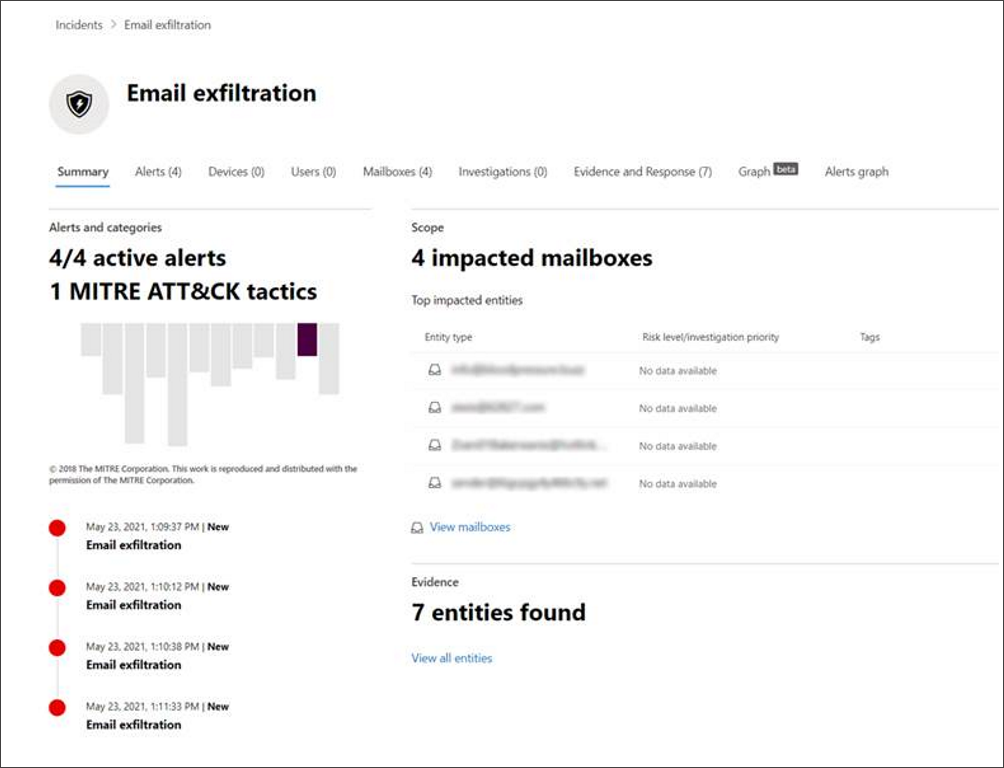 Incidents > Email exfiltration
Email exfiltration
Summary Alerts (4) Devices (0) Users (0) Mailboxes (4) Investigations (0) Evidence and Response (7) Graph beta Alerts graph
Alerts and categories
4/4 active alerts
1 MITRE ATT&CK tactics
© 2018 The MITRE Corporation. This work is reproduced and distributed with the
permission of The MITRE Corporation.
May 23, 2021, 1:09:37 PM | New
Email exfiltration
May 23, 2021, 1:10:12 PM | New
Email exfiltration
May 23, 2021, 1:10:38 PM | New
Email exfiltration
May 23, 2021, 1:11:33 PM | New
Email exfiltration
Scope
4 impacted mailboxes
Top impacted entities
Entity type Risk level/investigation priority Tags
No data available
No data available
No data available
No data available
View mailboxes
Evidence
7 entities found
View all entities